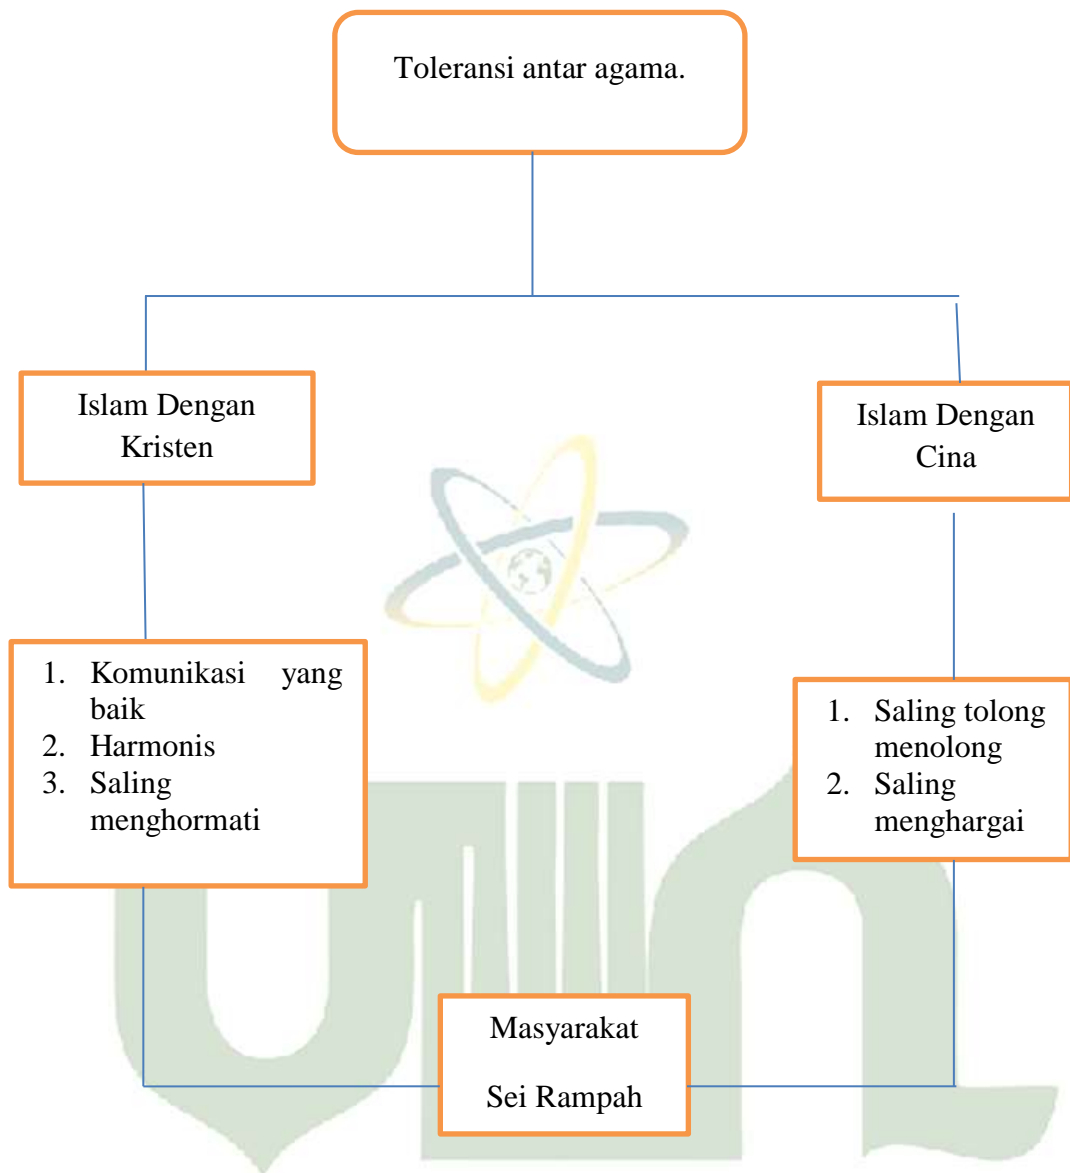 Toleransi antar agama.
Islam Dengan
Kristen
Islam Dengan
Cina
1. Komunikasi yang
baik
2. Harmonis
3. Saling
menghormati
1. Saling tolong
menolong
2. Saling
menghargai
Masyarakat
Sei Rampah